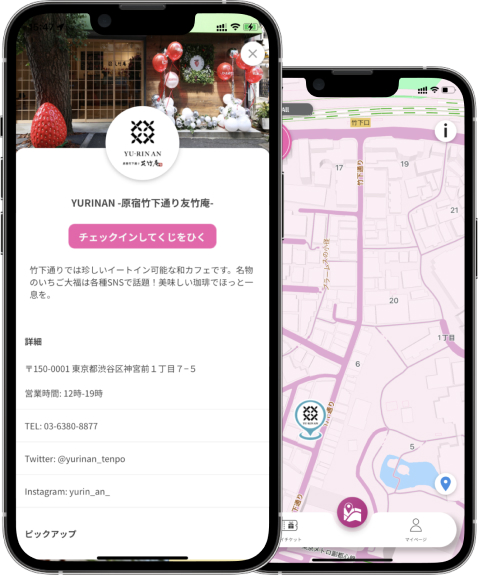 YU-RIN AN
友竹庵
YURINAN -原宿竹下通り友竹庵-
チェックインしてくじをひく
竹下通りでは珍しいイートイン可能な和カフェです。名物
のいちご大福は各種SNSで話題！美味しい珈琲でほっと一
息を。
詳細
〒150-0001 東京都渋谷区神宮前１丁目７−５
営業時間: 12時-19時
TEL: 03-6380-8877
Twitter: @yurinan_tenpo
Instagram: yurin_an_
ピックアップ
竹下口
i
17
竹下通り
19
21
20
1丁目
6
5
マイページ